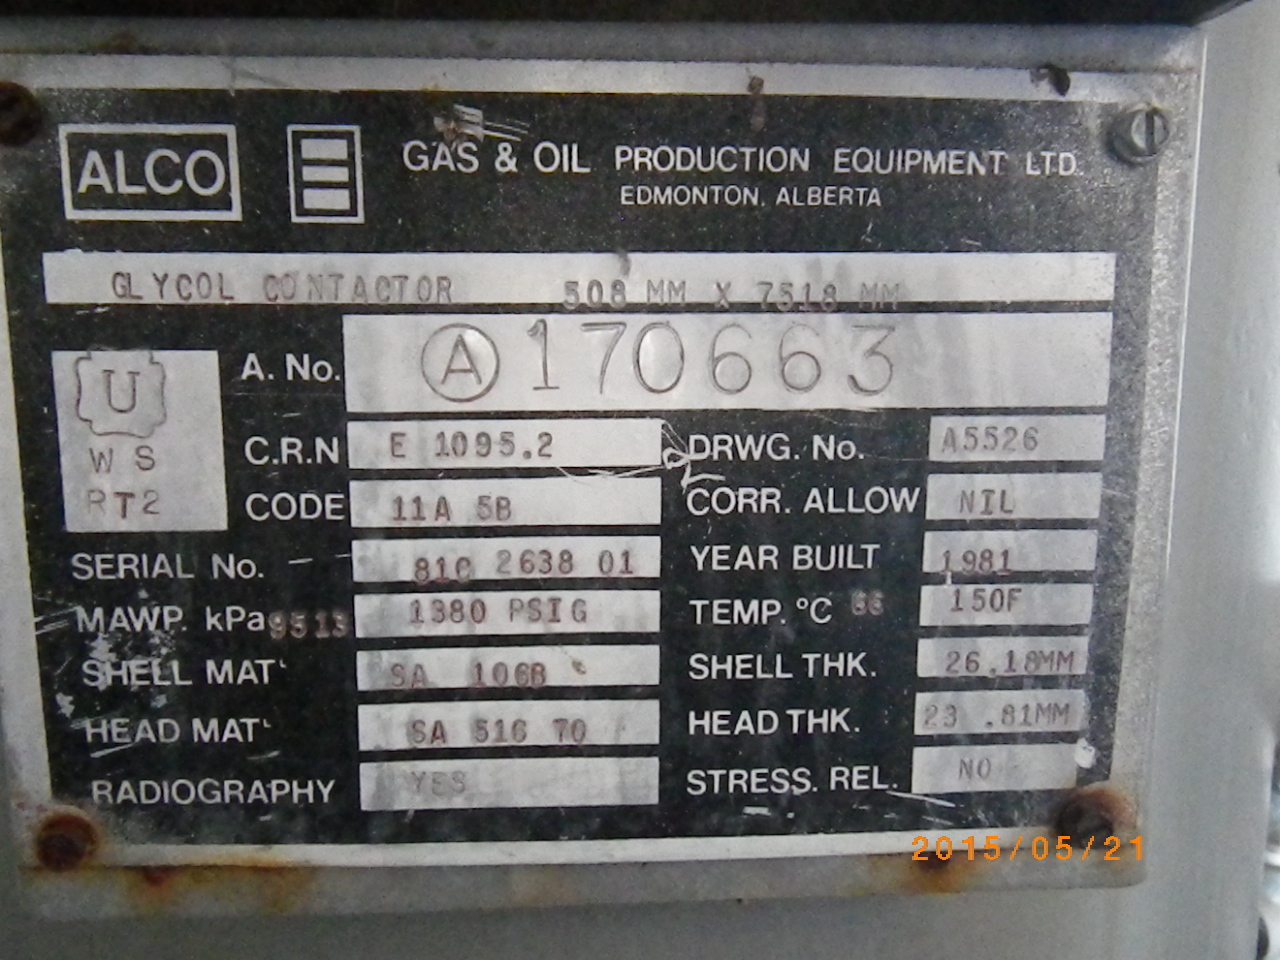 ALCO
GAS & OIL PRODUCTION EQUIPMENT LTD.
EDMONTON, ALBERTA
GLYCOL CONTACTOR 508 MM X 7518 MM
U
W S
RT2
A. No. A 170663
C.R.N E 1095.2 DRWG. No. A5526
CODE 11A 5B CORR. ALLOW NIL
SERIAL No. 81C 2638 01 YEAR BUILT 1981
MAWP. kPa 9513 1380 PSIG TEMP. °C 66 150F
SHELL MATL SA 106B SHELL THK. 26.18MM
HEAD MATL SA 516 70 HEAD THK. 23.81MM
RADIOGRAPHY YES STRESS. REL. NO
2015/05/21